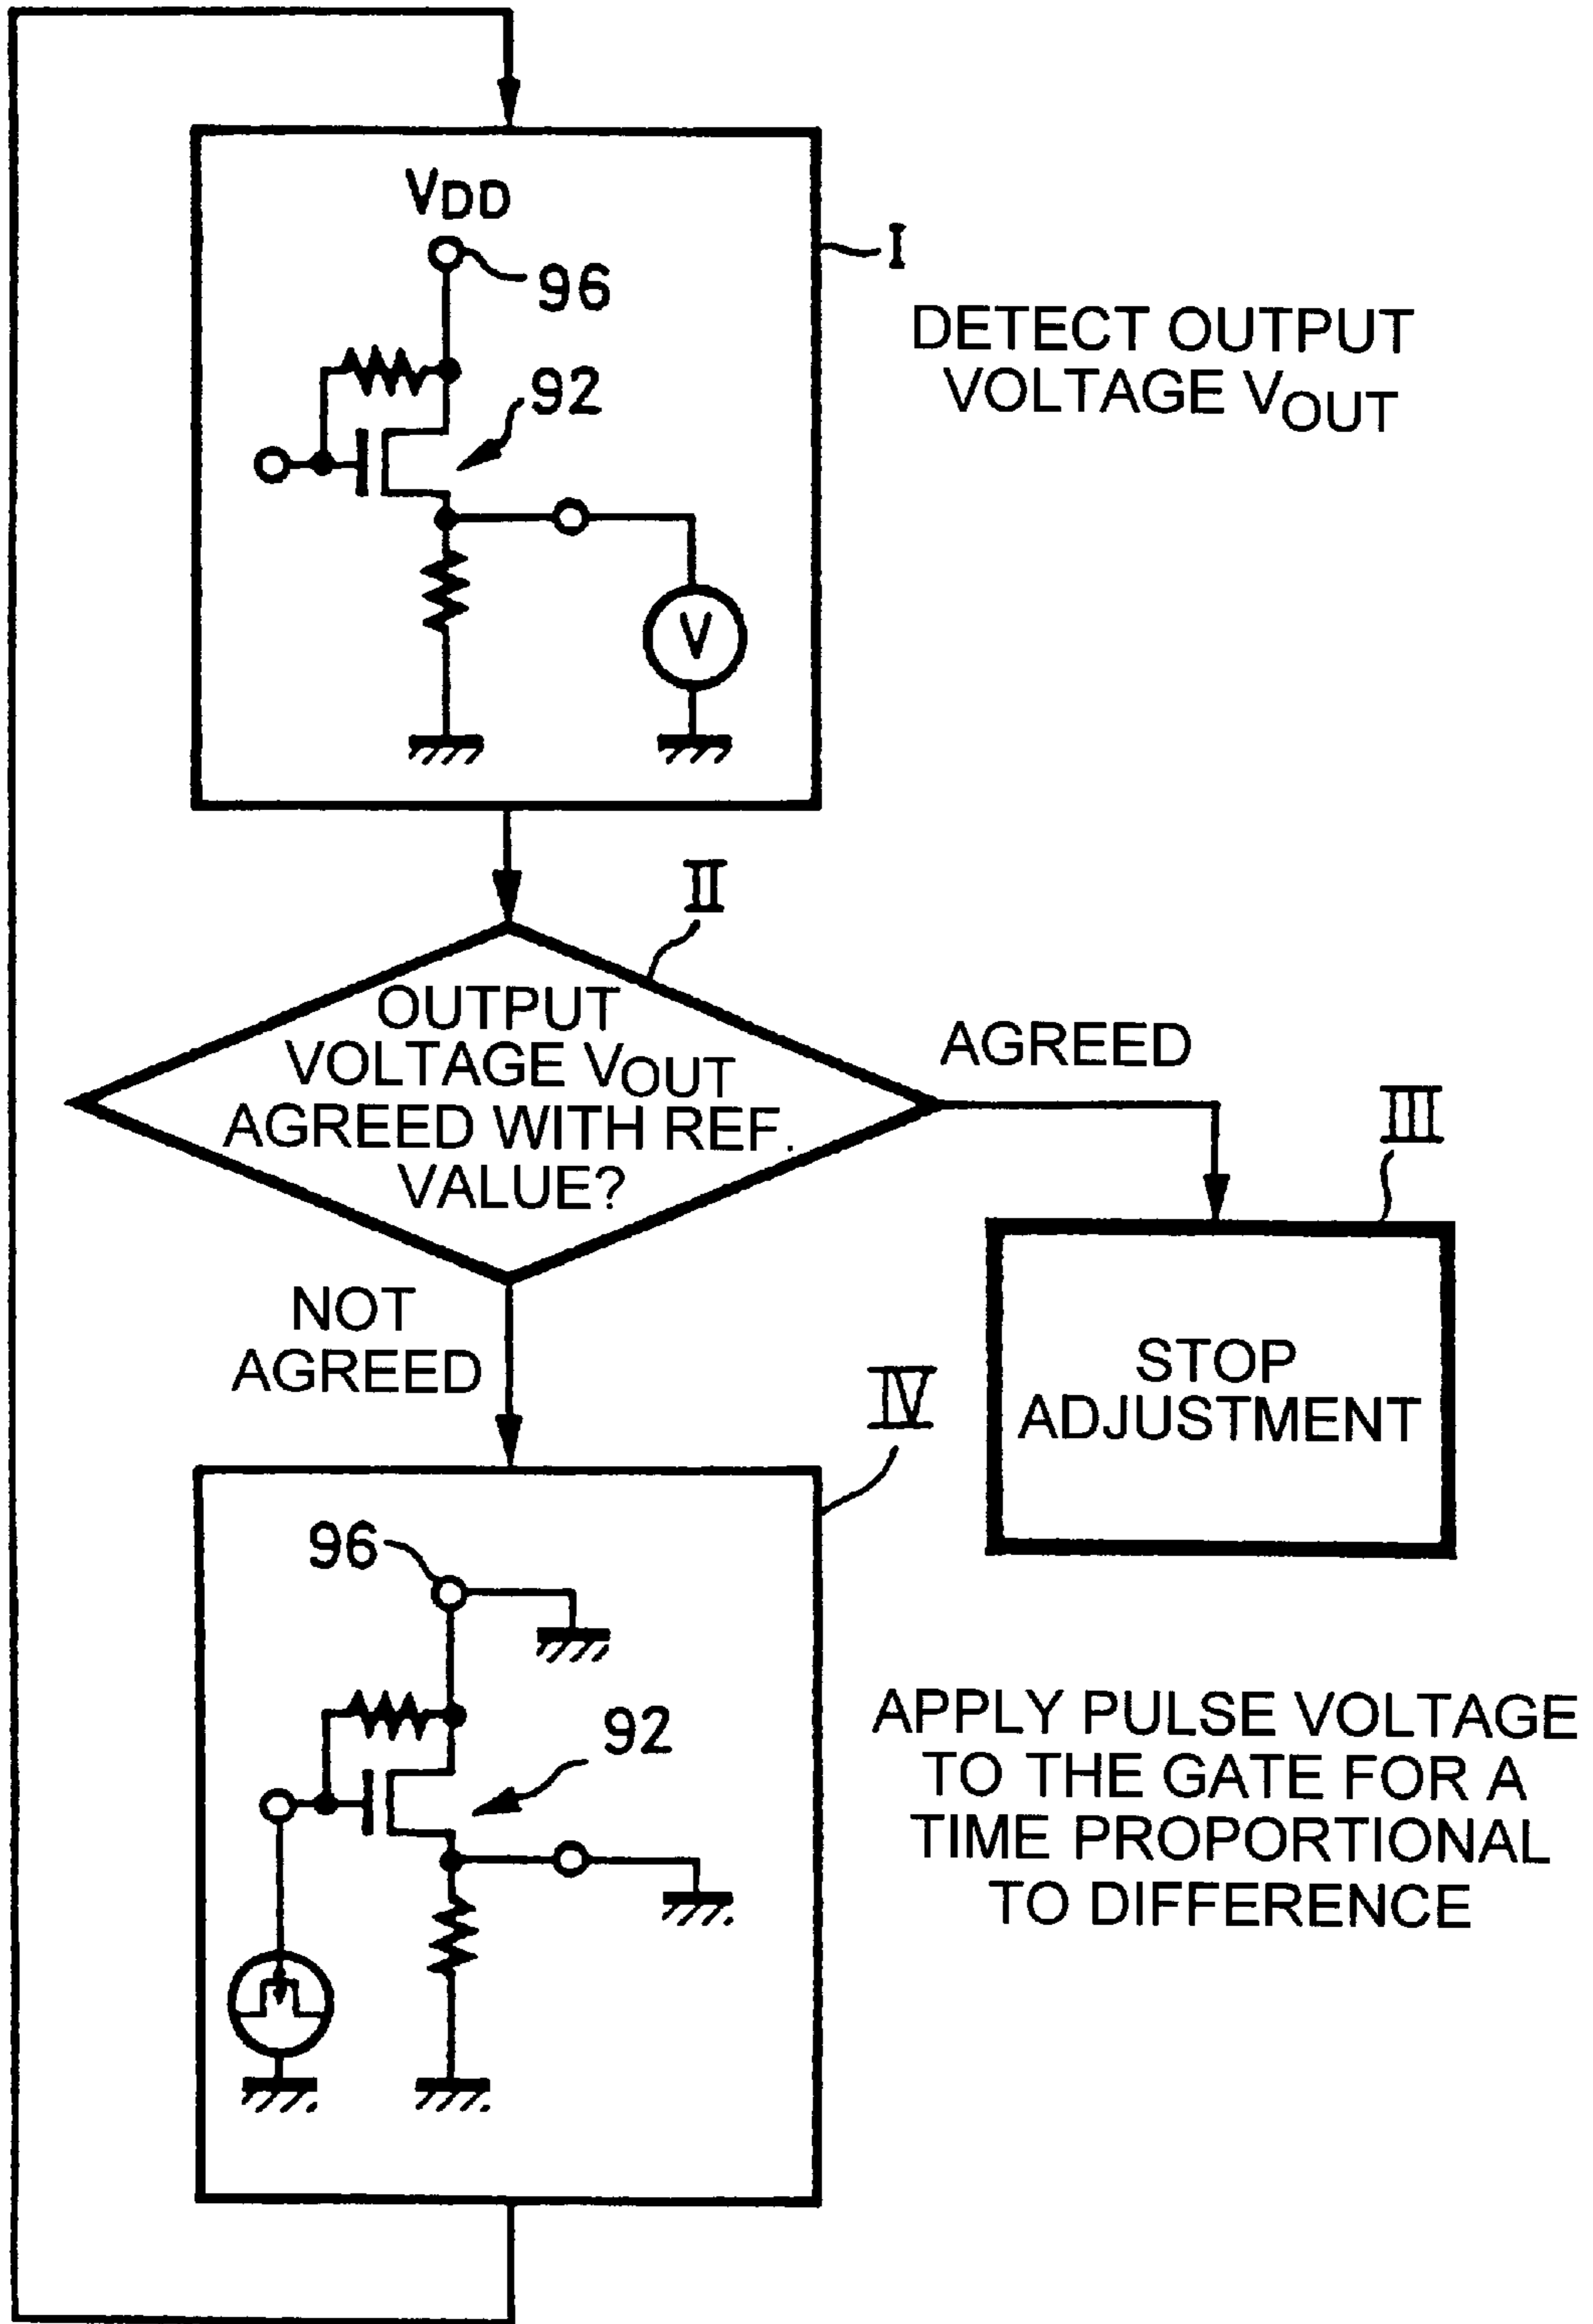 VDD
96
I
DETECT OUTPUT
VOLTAGE VOUT
92
V
II
OUTPUT
VOLTAGE VOUT
AGREED WITH REF.
VALUE?
AGREED
III
STOP
ADJUSTMENT
NOT
AGREED
IV
96
92
APPLY PULSE VOLTAGE
TO THE GATE FOR A
TIME PROPORTIONAL
TO DIFFERENCE